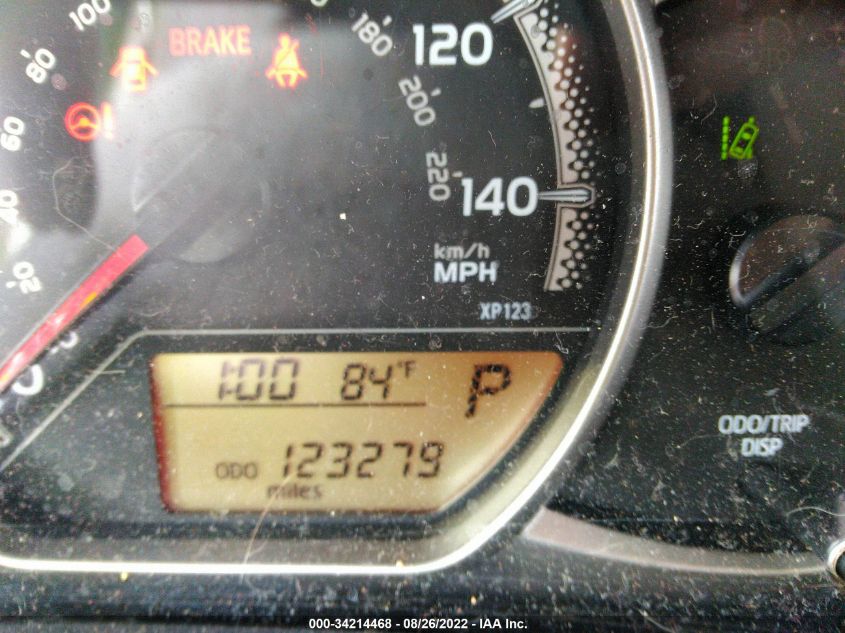 100
80
60
40
20
BRAKE
180
200
220
120
140
km/h
MPH
XP123
1:00 84°F P
ODO 123279
miles
ODO/TRIP
DISP
000-34214468 - 08/26/2022 - IAA Inc.